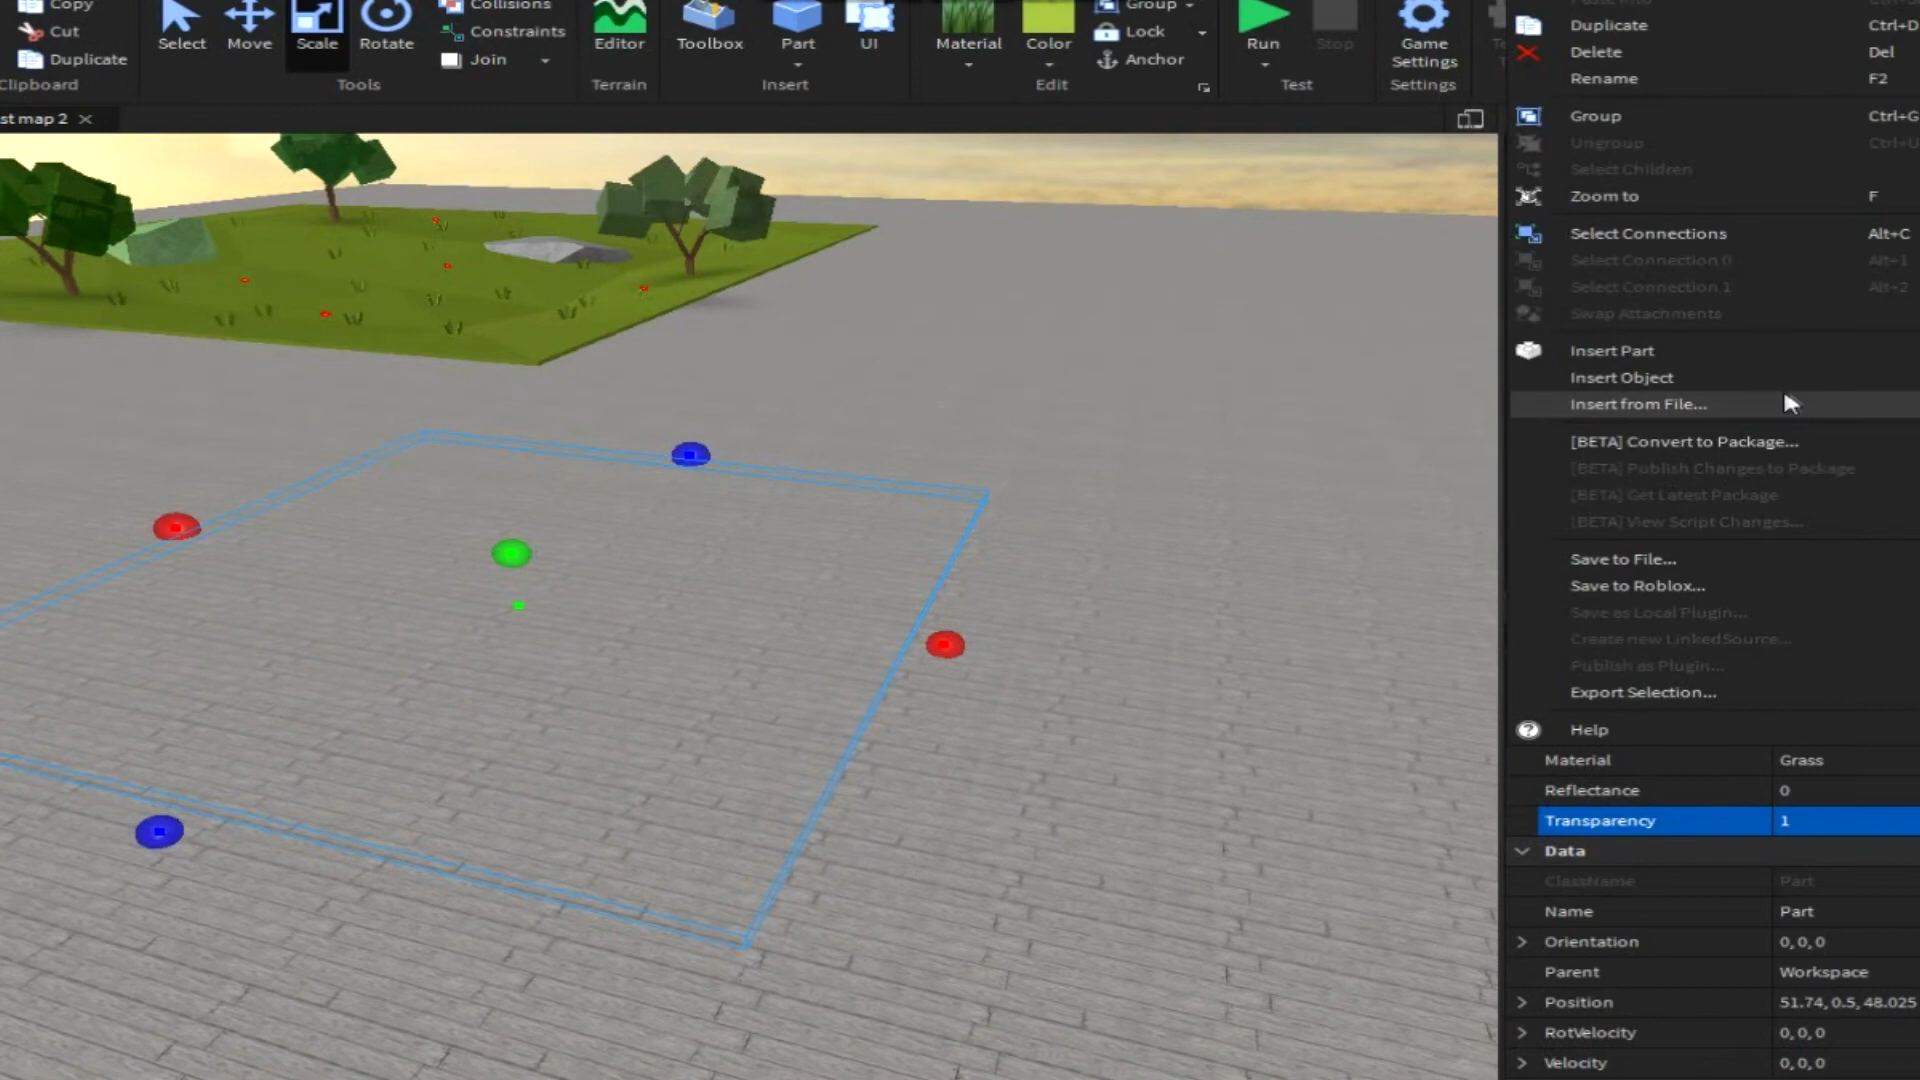 Copy
Cut
Duplicate
Clipboard
Select
Move
Scale
Rotate
Collisions
Constraints
Join
Tools
Editor
Terrain
Toolbox
Part
UI
Insert
Material
Color
Group
Lock
Anchor
Edit
Run
Stop
Test
Game
Settings
Settings
st map 2
Duplicate Ctrl+D
Delete Del
Rename F2
Group Ctrl+G
Ungroup Ctrl+U
Select Children
Zoom to F
Select Connections Alt+C
Select Connection 0 Alt+1
Select Connection 1 Alt+2
Swap Attachments
Insert Part
Insert Object
Insert from File...
[BETA] Convert to Package...
[BETA] Publish Changes to Package
[BETA] Get Latest Package
[BETA] View Script Changes...
Save to File...
Save to Roblox...
Save as Local Plugin...
Create new LinkedSource...
Publish as Plugin...
Export Selection...
Help
Material Grass
Reflectance 0
Transparency 1
Data
ClassName Part
Name Part
Orientation 0, 0, 0
Parent Workspace
Position 51.74, 0.5, 48.025
RotVelocity 0, 0, 0
Velocity 0, 0, 0